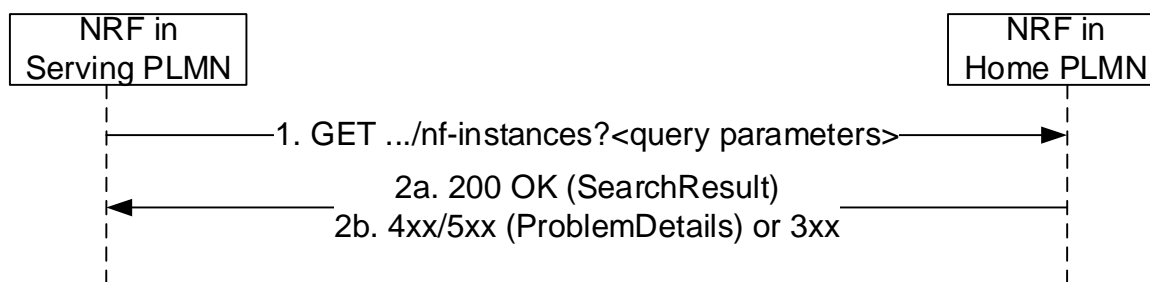 NRF in
Serving PLMN
NRF in
Home PLMN
1. GET .../nf-instances?<query parameters>
2a. 200 OK (SearchResult)
2b. 4xx/5xx (ProblemDetails) or 3xx